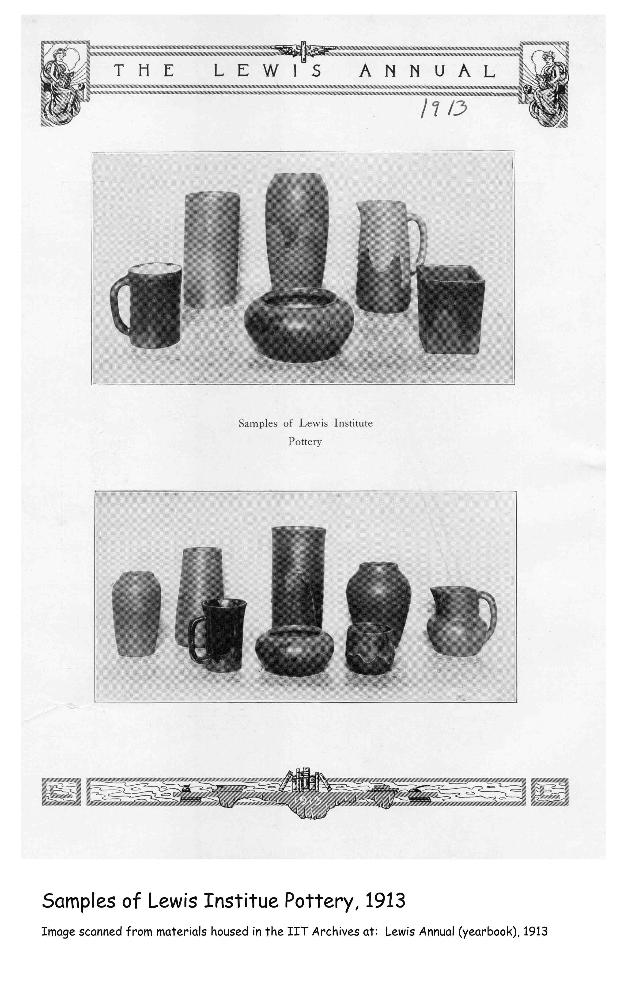 THE LEWIS ANNUAL
1913
Samples of Lewis Institute
Pottery
L
1913
L
Samples of Lewis Institue Pottery, 1913
Image scanned from materials housed in the IIT Archives at: Lewis Annual (yearbook), 1913